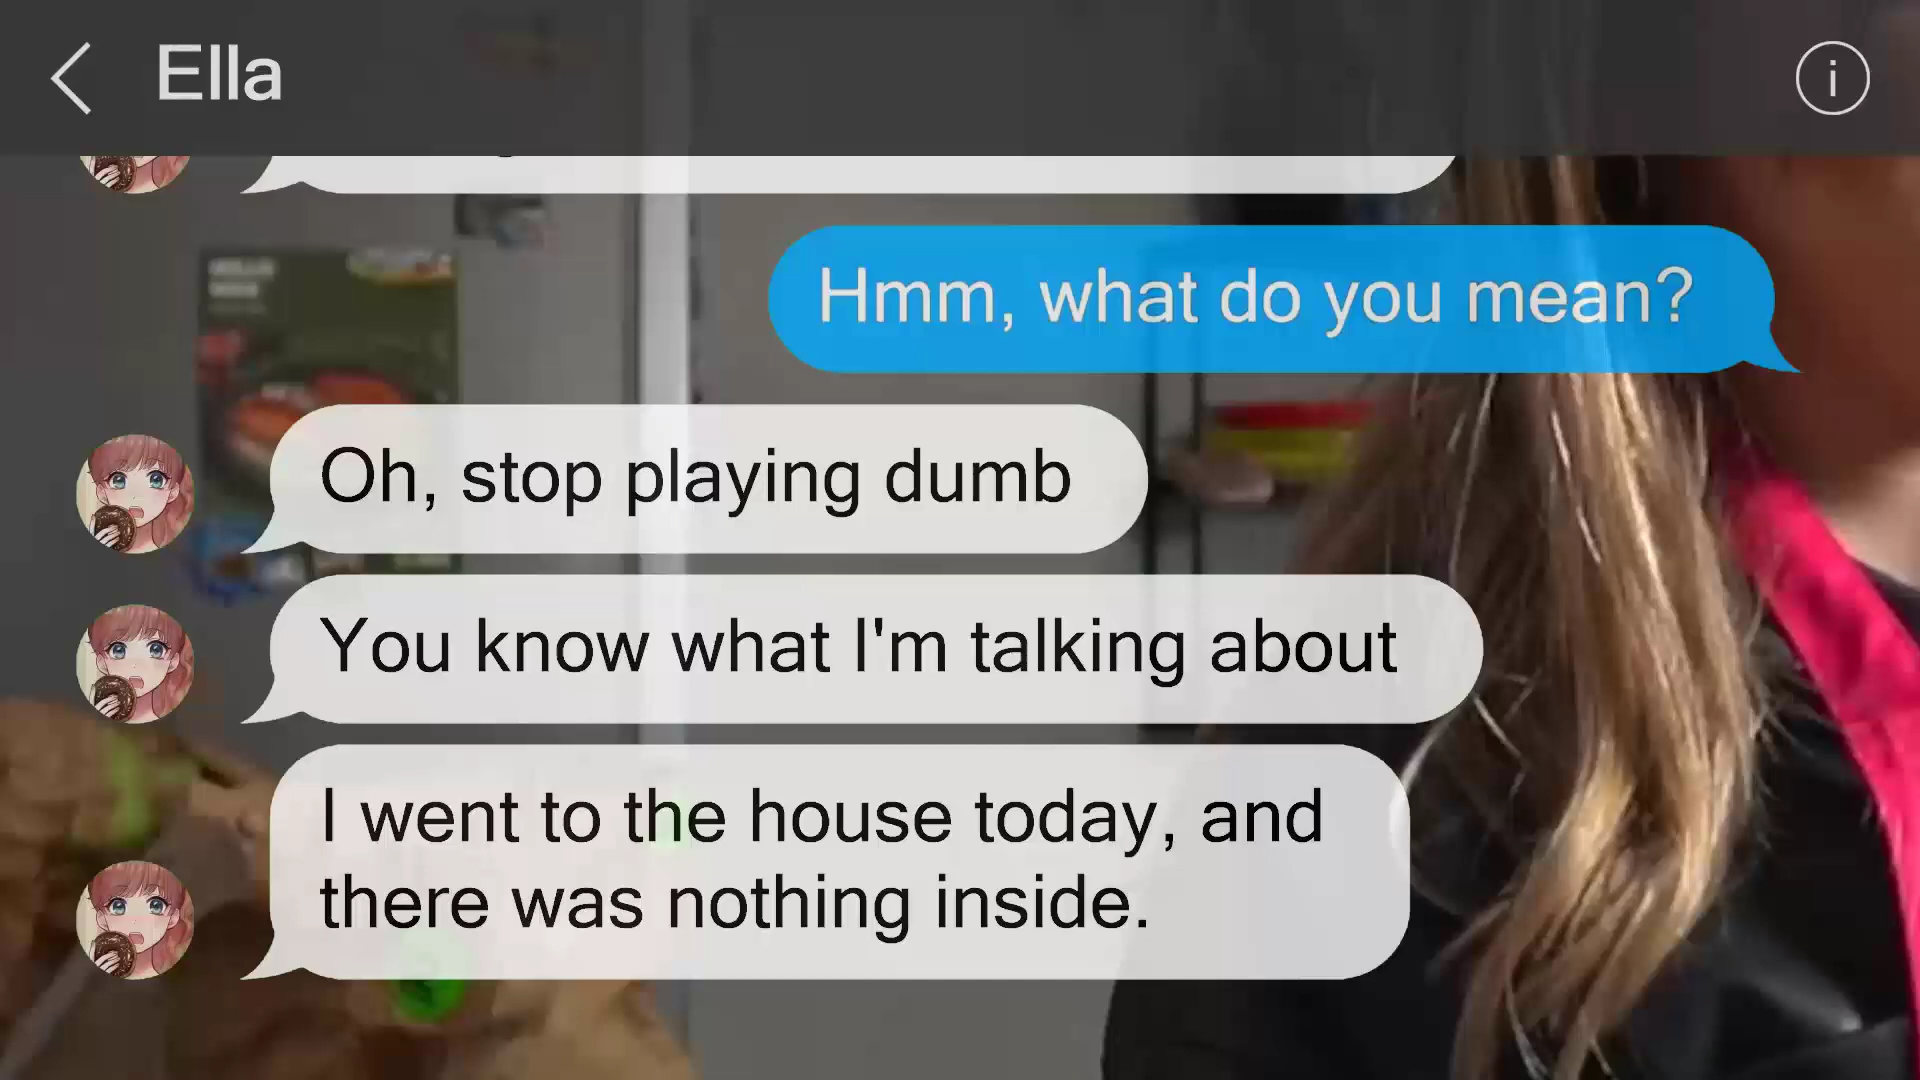 Ella
Hmm, what do you mean?
Oh, stop playing dumb
You know what I'm talking about
I went to the house today, and
there was nothing inside.